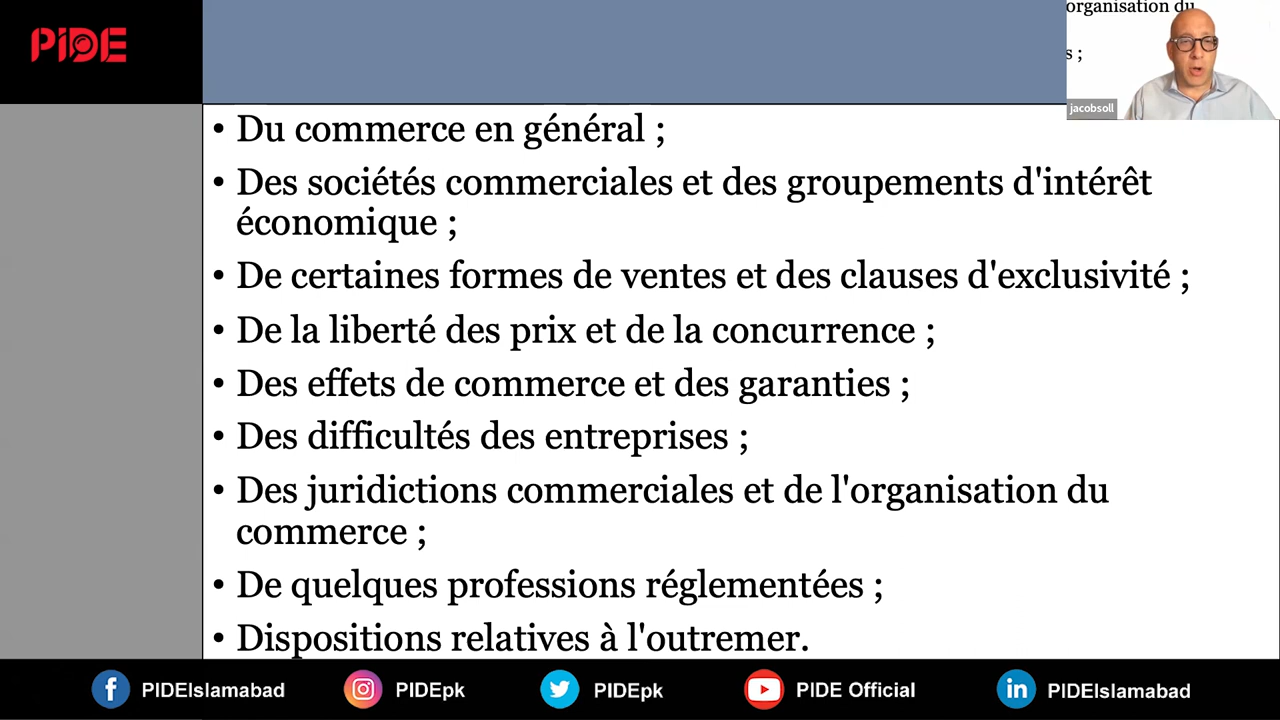 PIDE
organisation du
s ;
jacobsoll
• Du commerce en général ;
• Des sociétés commerciales et des groupements d'intérêt
économique ;
• De certaines formes de ventes et des clauses d'exclusivité ;
• De la liberté des prix et de la concurrence ;
• Des effets de commerce et des garanties ;
• Des difficultés des entreprises ;
• Des juridictions commerciales et de l'organisation du
commerce ;
• De quelques professions réglementées ;
• Dispositions relatives à l'outremer.
PIDEIslamabad
PIDEpk
PIDEpk
PIDE Official
PIDEIslamabad